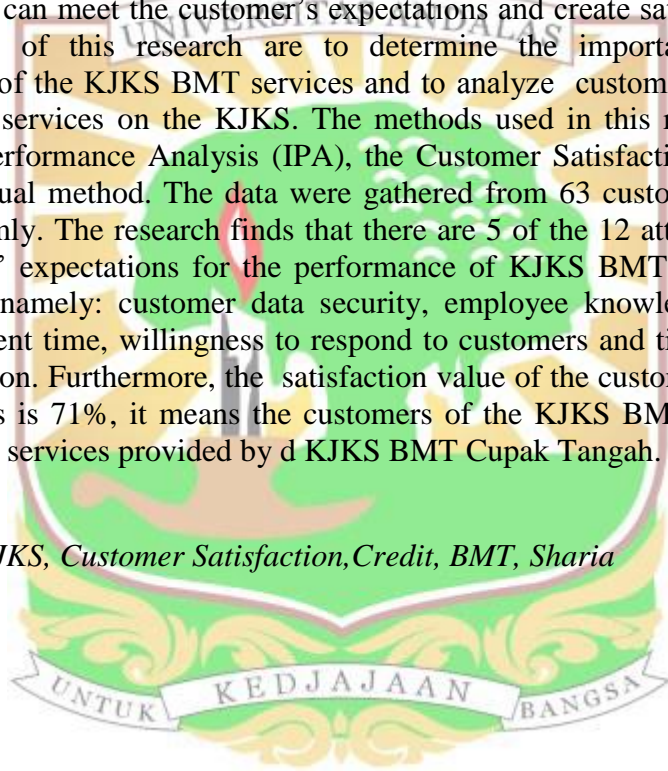 can meet the customer's expectations and create sa
UNIVERSITAS ANDALAS
of this research are to determine the importa
of the KJKS BMT services and to analyze custom
services on the KJKS. The methods used in this
erformance Analysis (IPA), the Customer Satisfacti
ual method. The data were gathered from 63 custo
nly. The research finds that there are 5 of the 12 att
' expectations for the performance of KJKS BMT
namely: customer data security, employee knowle
ent time, willingness to respond to customers and ti
on. Furthermore, the satisfaction value of the custo
s is 71%, it means the customers of the KJKS BM
services provided by d KJKS BMT Cupak Tangah.
JKS, Customer Satisfaction,Credit, BMT, Sharia
UNTUK KEDJAJAAN BANGSA